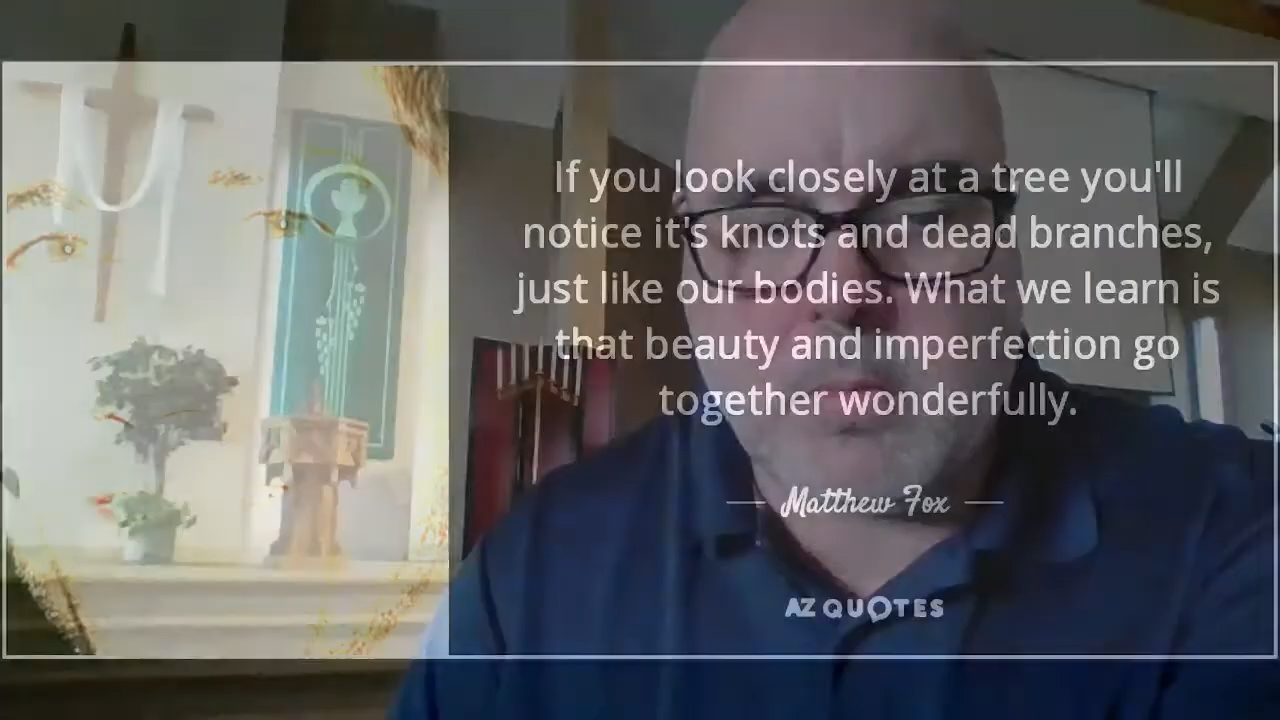 If you look closely at a tree you'll
notice it's knots and dead branches,
just like our bodies. What we learn is
that beauty and imperfection go
together wonderfully.
Matthew Fox
AZ QUOTES